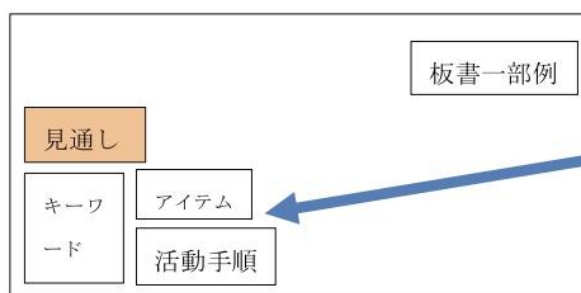 板書一部例
見通し
キーワ
ード
アイテム
活動手順